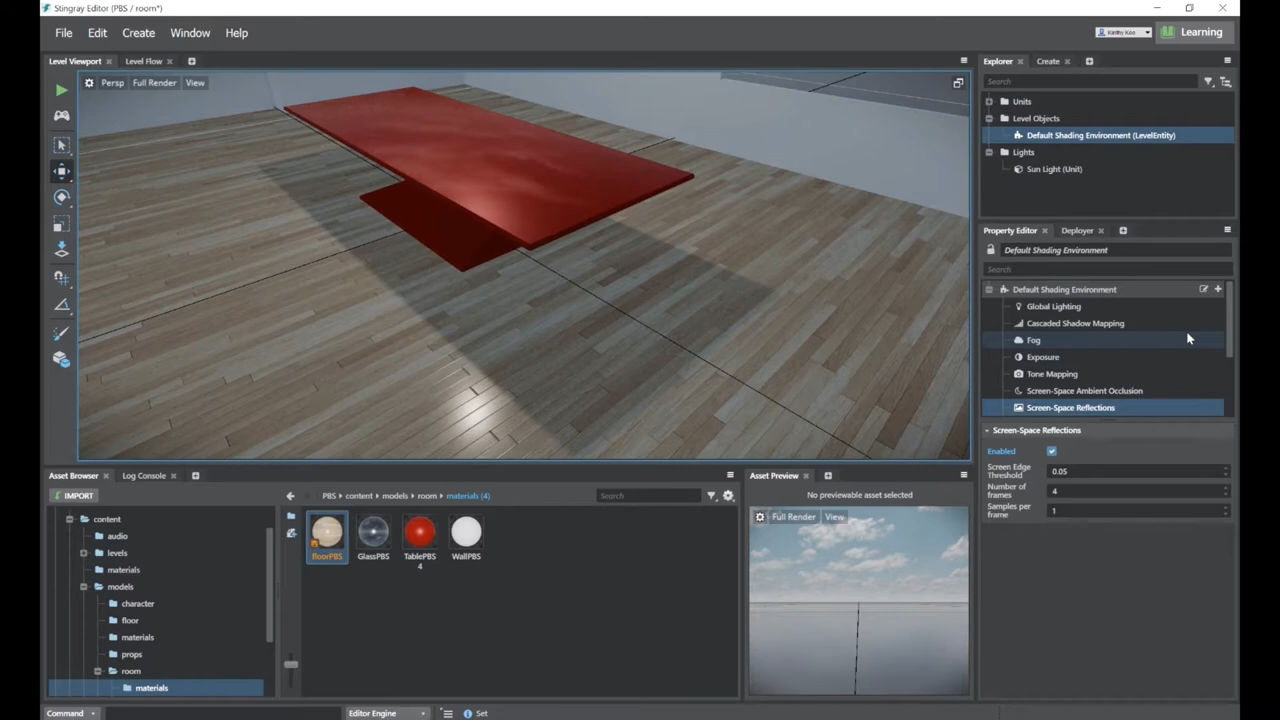 Stingray Editor (PBS / room*)
File Edit Create Window Help
Kinthy Koo
Learning
Level Viewport Level Flow
Persp Full Render View
Explorer Create
Search
Units
Level Objects
Default Shading Environment (LevelEntity)
Lights
Sun Light (Unit)
Property Editor Deployer
Default Shading Environment
Search
Default Shading Environment
Global Lighting
Cascaded Shadow Mapping
Fog
Exposure
Tone Mapping
Screen-Space Ambient Occlusion
Screen-Space Reflections
Screen-Space Reflections
Enabled
Screen Edge
Threshold
0.05
Number of
frames
4
Samples per
frame
1
Asset Browser Log Console
IMPORT
PBS content models room materials (4)
Search
content
audio
levels
materials
models
character
floor
materials
props
room
materials
floorPBS
GlassPBS
TablePBS
4
WallPBS
Asset Preview
No previewable asset selected
Full Render View
Command
Editor Engine
Set